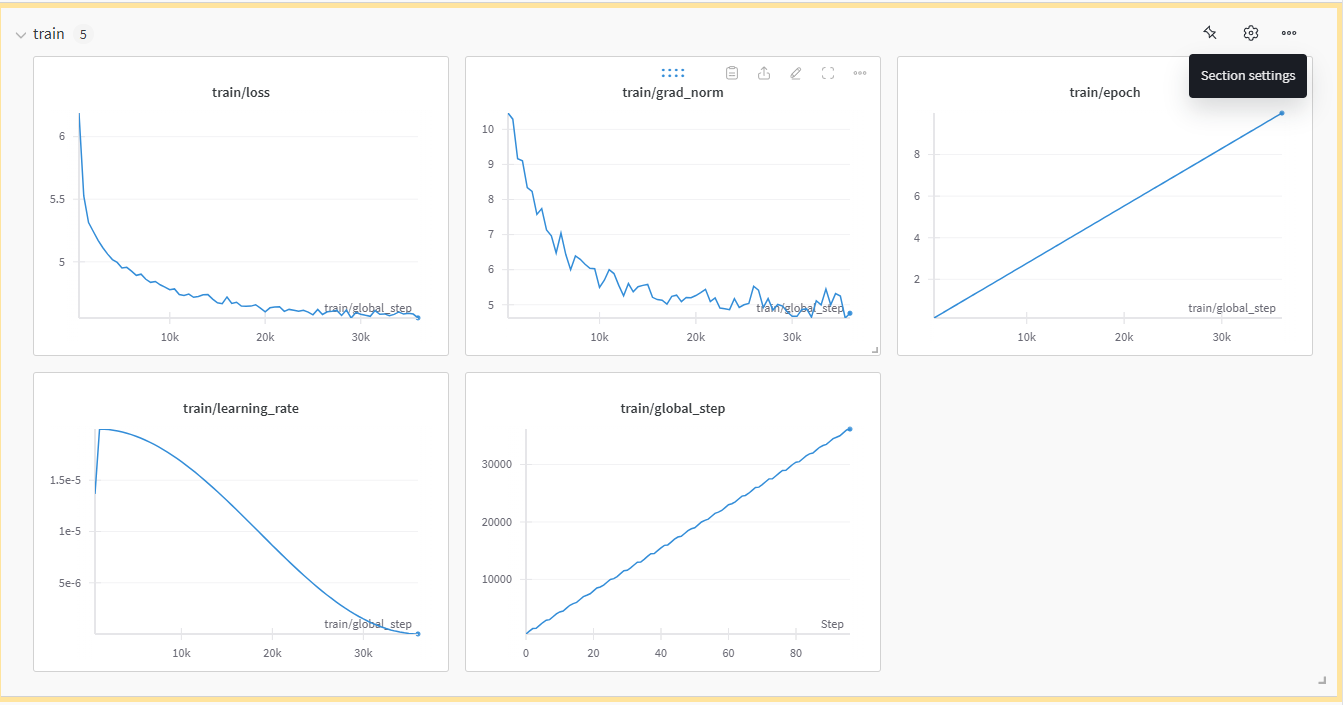 train 5
Section settings
train/loss
6
5.5
5
train/global_step
10k 20k 30k
train/grad_norm
10
9
8
7
6
5
train/global_step
10k 20k 30k
train/epoch
8
6
4
2
train/global_step
10k 20k 30k
train/learning_rate
1.5e-5
1e-5
5e-6
train/global_step
10k 20k 30k
train/global_step
30000
20000
10000
Step
0 20 40 60 80